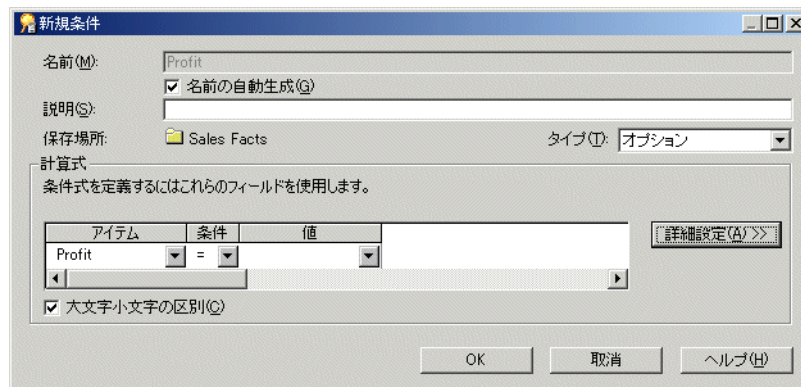 新規条件
名前(M): Profit
名前の自動生成(G)
説明(S):
保存場所: Sales Facts タイプ(T): オプション
計算式
条件式を定義するにはこれらのフィールドを使用します。
アイテム 条件 値
Profit =
詳細設定(A) >>
大文字小文字の区別(C)
OK 取消 ヘルプ(H)